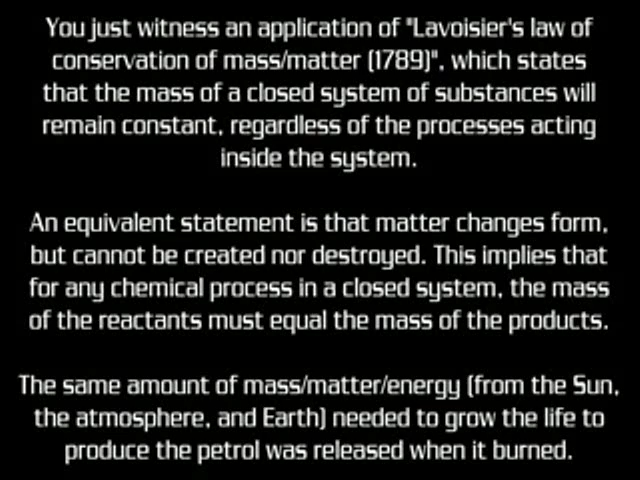 You just witness an application of "Lavoisier's law of
conservation of mass/matter (1789)", which states
that the mass of a closed system of substances will
remain constant, regardless of the processes acting
inside the system.
An equivalent statement is that matter changes form,
but cannot be created nor destroyed. This implies that
for any chemical process in a closed system, the mass
of the reactants must equal the mass of the products.
The same amount of mass/matter/energy (from the Sun,
the atmosphere, and Earth) needed to grow the life to
produce the petrol was released when it burned.